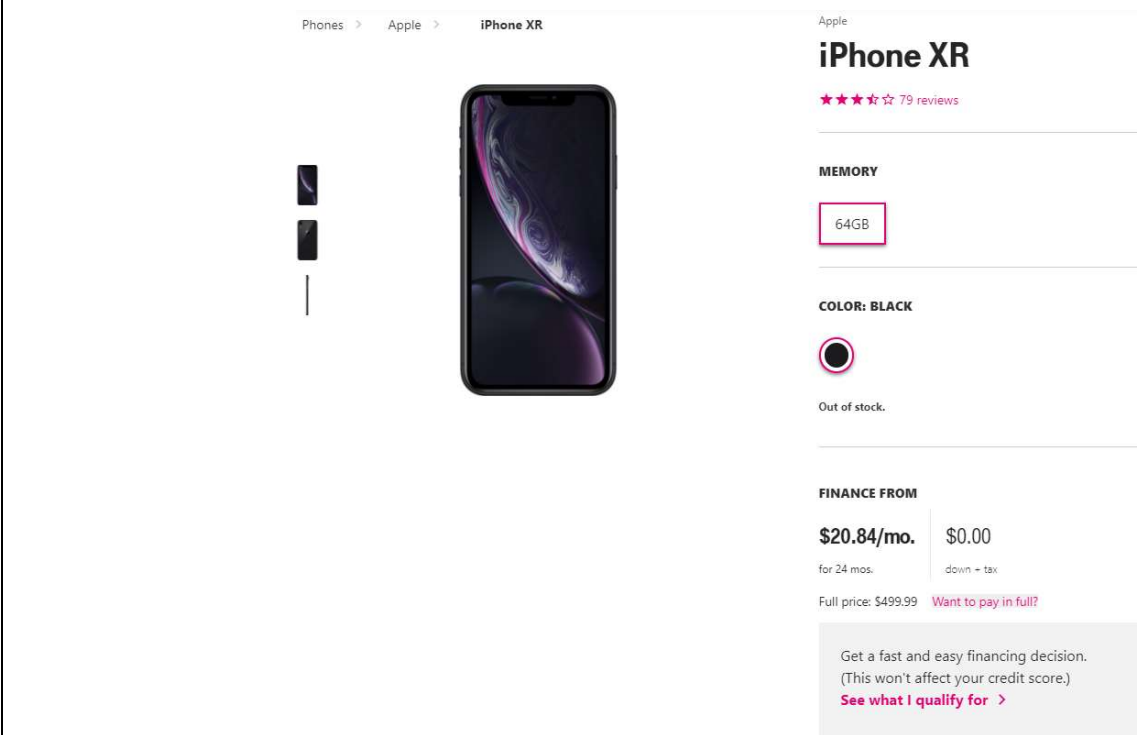 Phones > Apple > iPhone XR
Apple
iPhone XR
79 reviews
MEMORY
64GB
COLOR: BLACK
Out of stock.
FINANCE FROM
$20.84/mo. $0.00
for 24 mos. down + tax
Full price: $499.99 Want to pay in full?
Get a fast and easy financing decision.
(This won't affect your credit score.)
See what I qualify for >